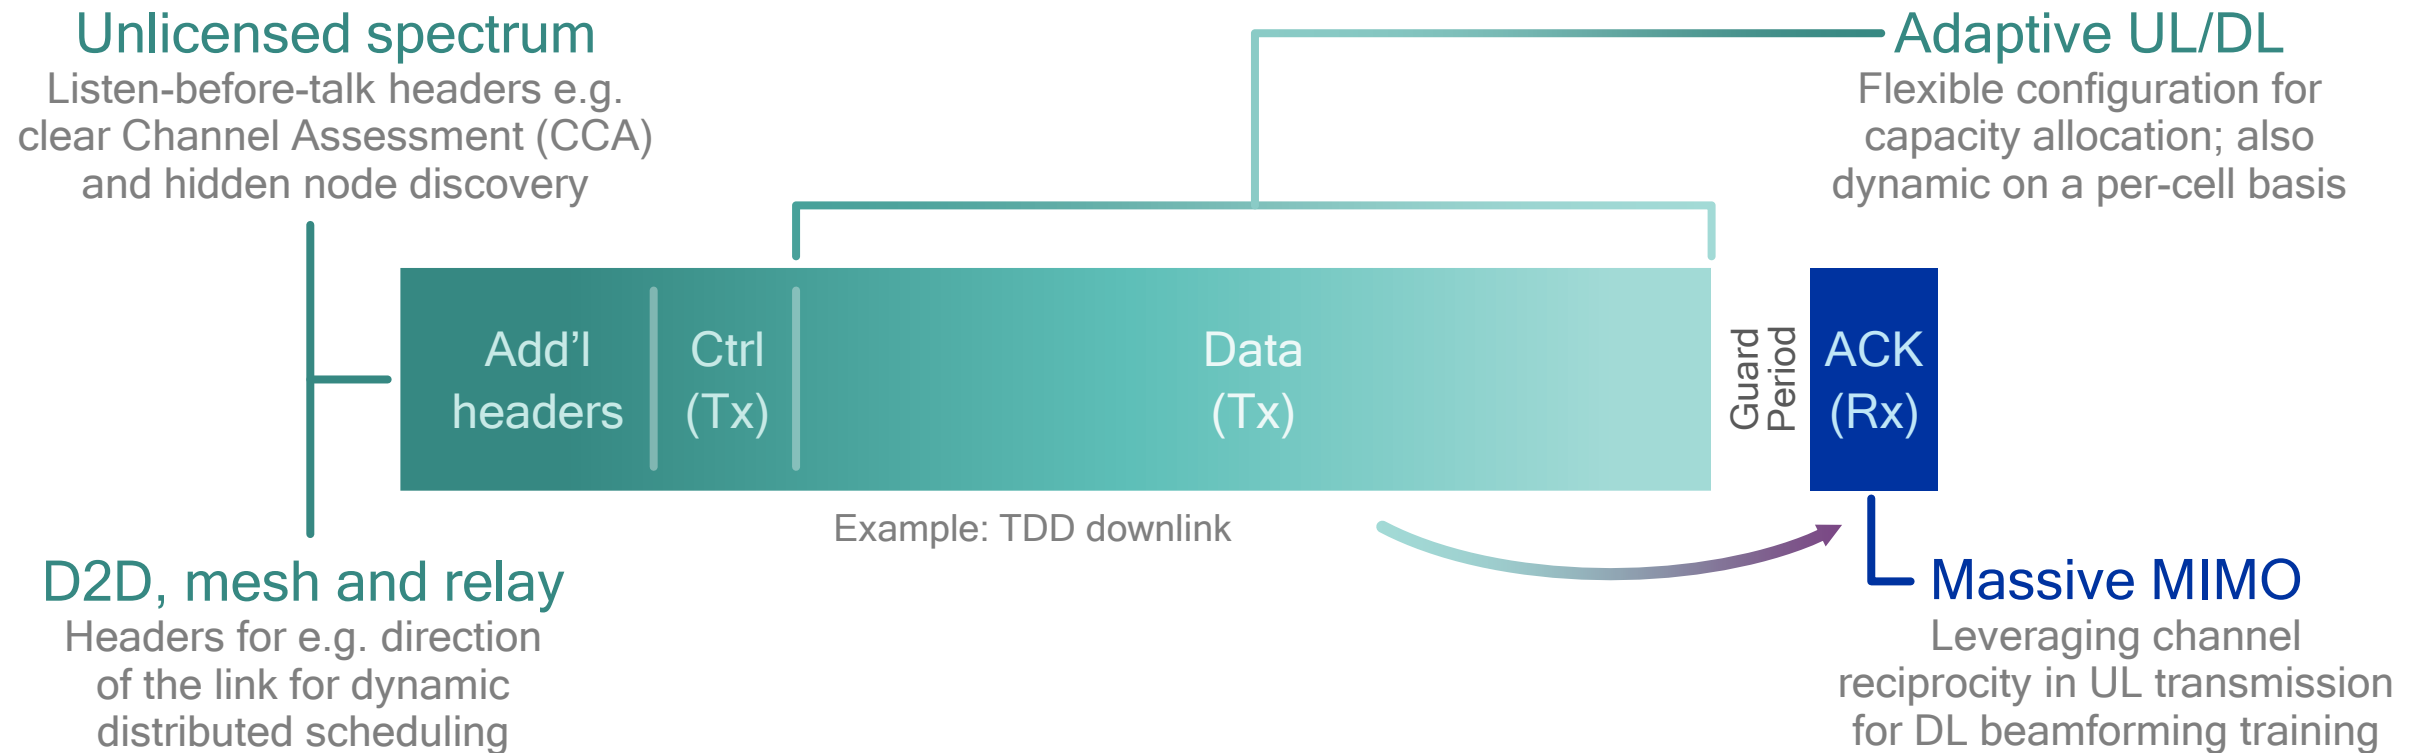 Unlicensed spectrum
Listen-before-talk headers e.g.
clear Channel Assessment (CCA)
and hidden node discovery
Adaptive UL/DL
Flexible configuration for
capacity allocation; also
dynamic on a per-cell basis
Add’l
headers
Ctrl
(Tx)
Data
(Tx)
Guard
Period
ACK
(Rx)
Example: TDD downlink
D2D, mesh and relay
Headers for e.g. direction
of the link for dynamic
distributed scheduling
Massive MIMO
Leveraging channel
reciprocity in UL transmission
for DL beamforming training